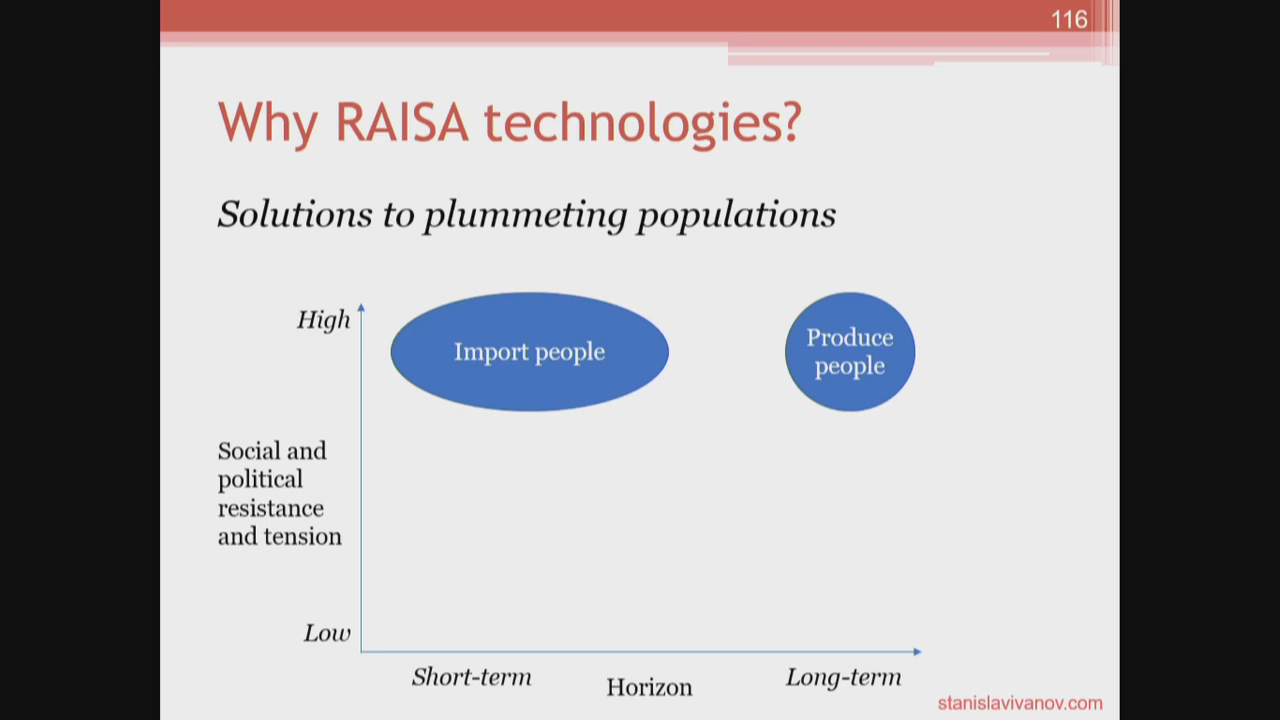 116
Why RAISA technologies?
Solutions to plummeting populations
High
Import people
Produce
people
Social and
political
resistance
and tension
Low
Short-term
Horizon
Long-term
stanislavivanov.com